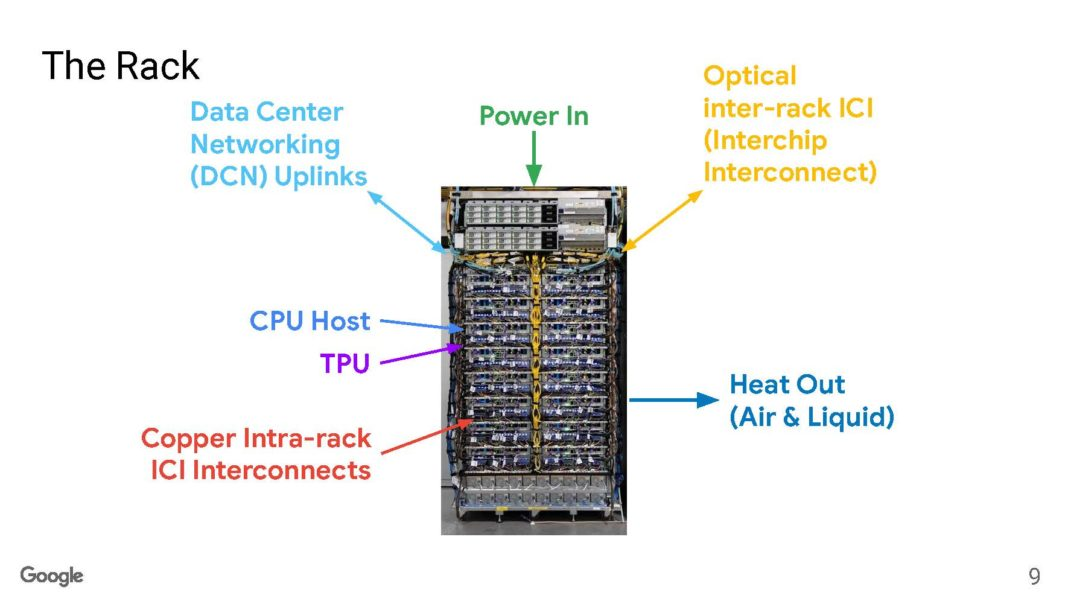 The Rack
Data Center
Networking
(DCN) Uplinks
Power In
Optical
inter-rack ICI
(Interchip
Interconnect)
CPU Host
TPU
Copper Intra-rack
ICI Interconnects
Heat Out
(Air & Liquid)
Google
9